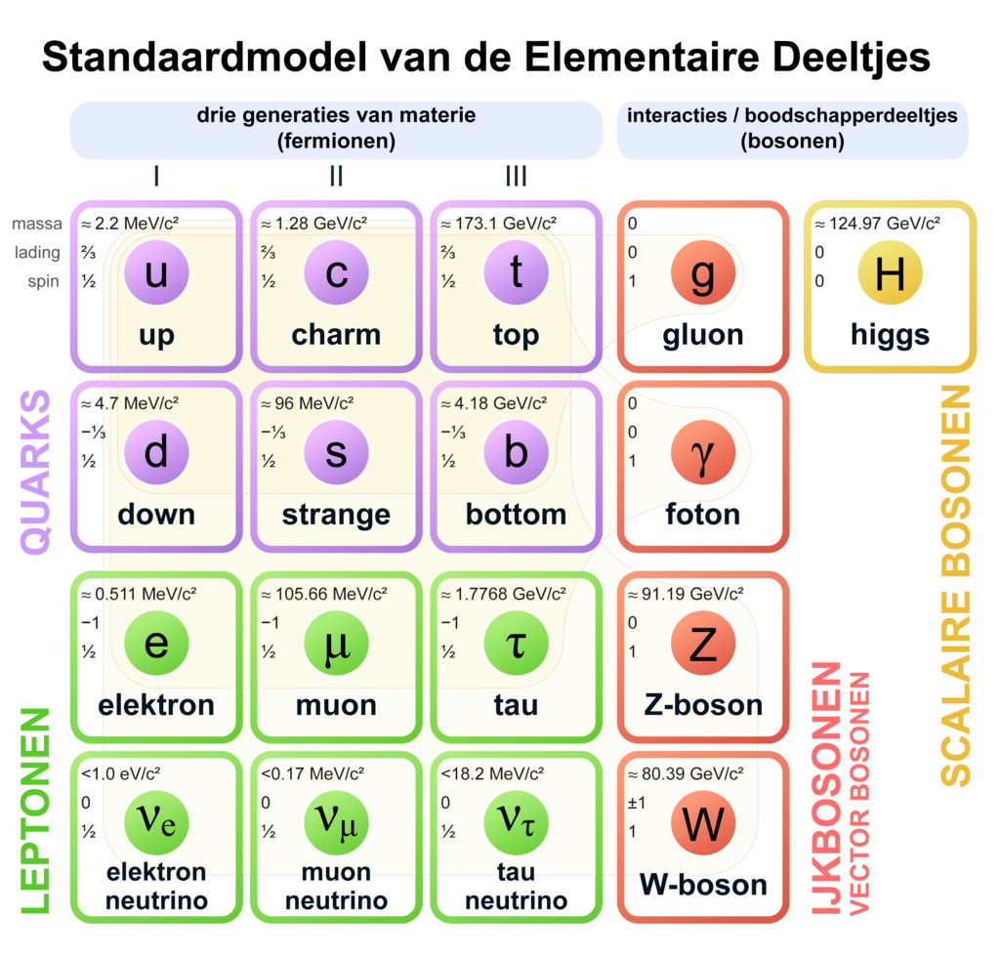 Standaardmodel van de Elementaire Deeltjes
drie generaties van materie
(fermionen)
interacties / boodschapperdeeltjes
(bosonen)
I
II
III
massa
lading
spin
≈ 2.2 MeV/c²
⅔
½
u
up
≈ 1.28 GeV/c²
⅔
½
c
charm
≈ 173.1 GeV/c²
⅔
½
t
top
0
0
1
g
gluon
≈ 124.97 GeV/c²
0
0
H
higgs
QUARKS
≈ 4.7 MeV/c²
−⅓
½
d
down
≈ 96 MeV/c²
−⅓
½
s
strange
≈ 4.18 GeV/c²
−⅓
½
b
bottom
0
0
1
γ
foton
SCALAIRE BOSONEN
LEPTONEN
≈ 0.511 MeV/c²
−1
½
e
elektron
≈ 105.66 MeV/c²
−1
½
μ
muon
≈ 1.7768 GeV/c²
−1
½
τ
tau
≈ 91.19 GeV/c²
0
1
Z
Z-boson
IJKBOSONEN
VECTOR BOSONEN
<1.0 eV/c²
0
½
νe
elektron
neutrino
<0.17 MeV/c²
0
½
νμ
muon
neutrino
<18.2 MeV/c²
0
½
ντ
tau
neutrino
≈ 80.39 GeV/c²
±1
1
W
W-boson